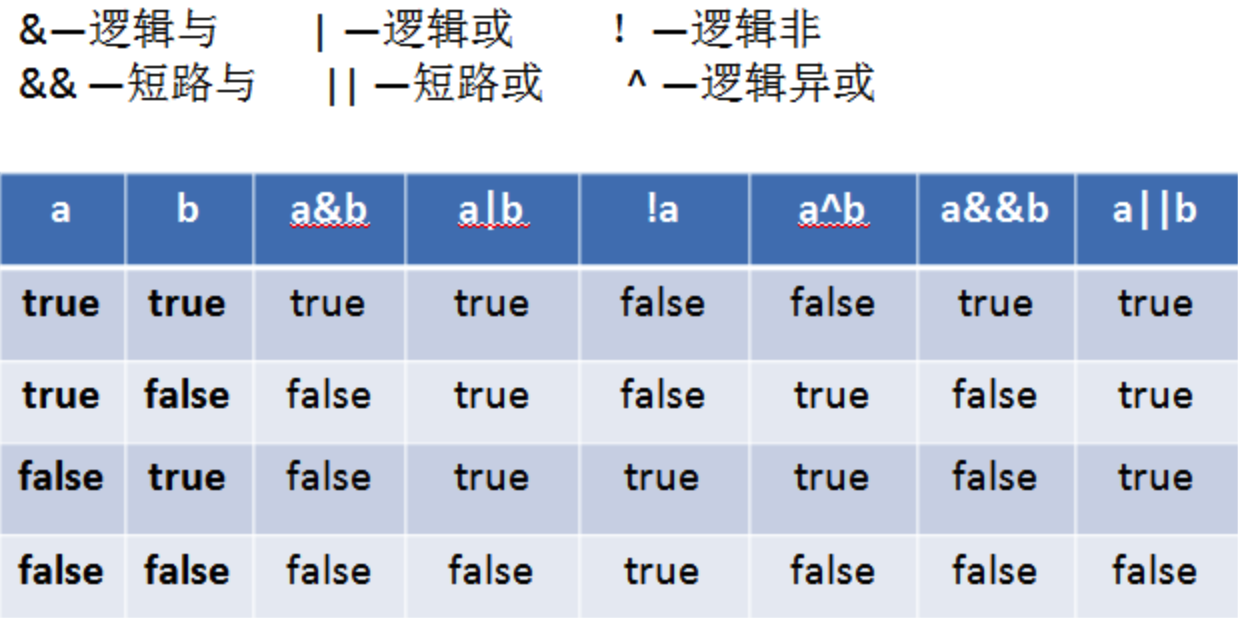 &—逻辑与 | —逻辑或 ! —逻辑非
&& —短路与 || —短路或 ^ —逻辑异或
a b a&b a|b !a a^b a&&b a||b
true true true true false false true true
true false false true false true false true
false true false true true true false true
false false false false true false false false